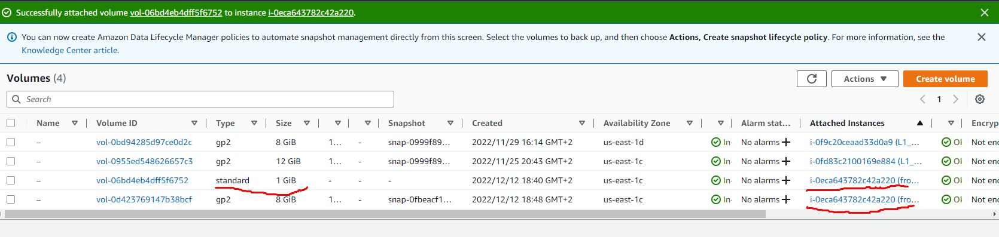 Successfully attached volume vol-06bd4eb4dff5f6752 to instance i-0eca643782c42a220.
You can now create Amazon Data Lifecycle Manager policies to automate snapshot management directly from this screen. Select the volumes to back up, and then choose Actions, Create snapshot lifecycle policy. For more information, see the
Knowledge Center article.
Volumes (4)
Actions
Create volume
Search
1
Name Volume ID Type Size Snapshot Created Availability Zone Alarm stat... Attached Instances Encryp
– vol-0bd94285d97ce0d2c gp2 8 GiB 1... - snap-0999f89... 2022/11/29 16:14 GMT+2 us-east-1d In- No alarms + i-0f9c20ceaad33d0a9 (L1_... Ok Not enc
– vol-0955ed548626657c3 gp2 12 GiB 1... - snap-0999f89... 2022/11/25 20:43 GMT+2 us-east-1c In- No alarms + i-0fd83c2100169e884 (L1_... Ok Not enc
– vol-06bd4eb4dff5f6752 standard 1 GiB - - - 2022/12/12 18:40 GMT+2 us-east-1c In- No alarms + i-0eca643782c42a220 (fro... Ok Not enc
– vol-0d423769147b38bcf gp2 8 GiB 1... - snap-0fbeacf1... 2022/12/12 18:48 GMT+2 us-east-1c In- No alarms + i-0eca643782c42a220 (fro... Ok Not enc